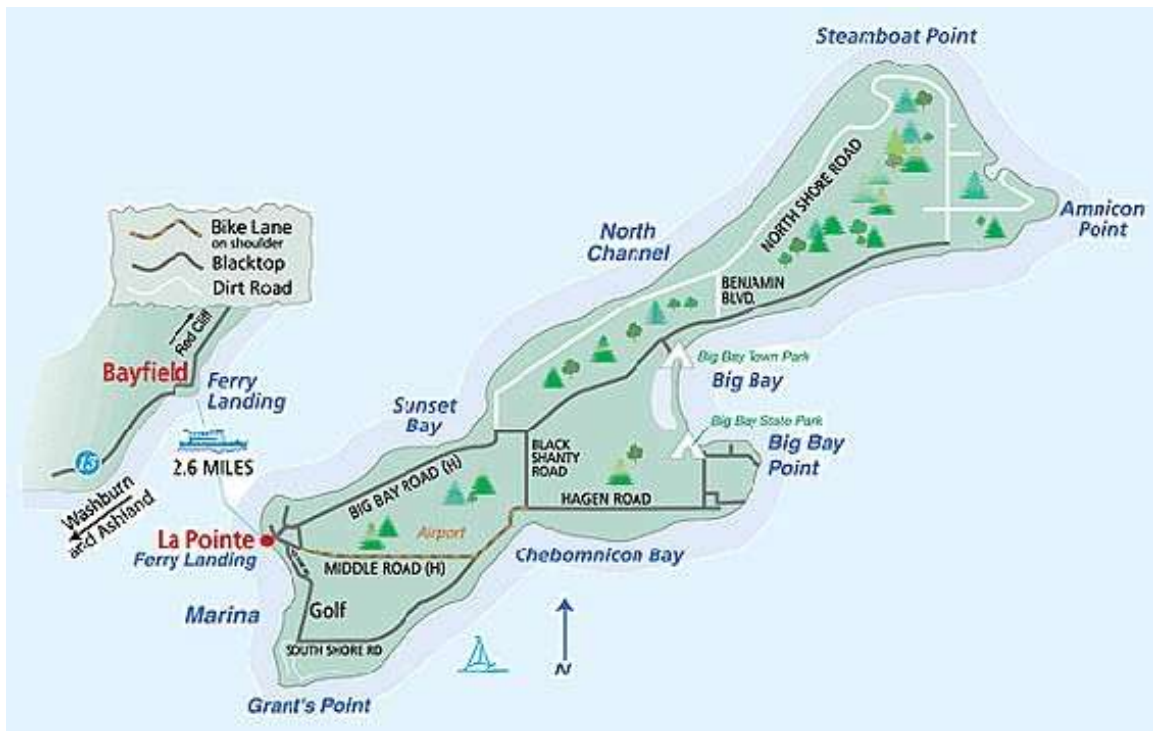 Steamboat Point
Bike Lane
on shoulder
Blacktop
Dirt Road
NORTH SHORE ROAD
Amnicon
Point
North
Channel
BENJAMIN
BLVD.
Red Cliff
Bayfield
Ferry
Landing
Big Bay Town Park
Big Bay
Sunset
Bay
Big Bay State Park
Big Bay
Point
BLACK
SHANTY
ROAD
15
2.6 MILES
BIG BAY ROAD (H)
HAGEN ROAD
Washburn
and Ashland
Airport
La Pointe
Ferry Landing
Chebomnicon Bay
MIDDLE ROAD (H)
Marina
Golf
SOUTH SHORE RD
N
Grant's Point